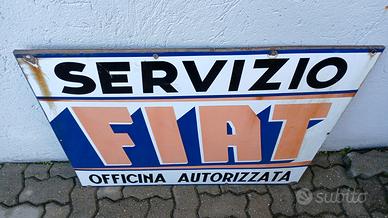 SERVIZIO
FIAT
OFFICINA AUTORIZZATA
subito